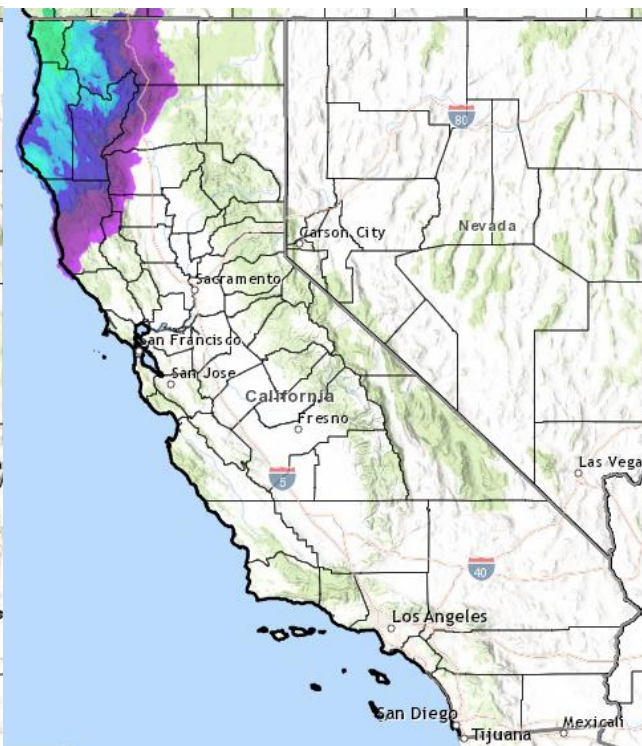 80
Nevada
Carson City
Sacramento
San Francisco
San Jose
California
Fresno
Las Vega
5
40
Los Angeles
San Diego
Tijuana
Mexicali